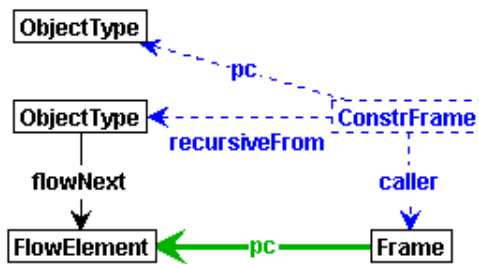 ObjectType
pc
ObjectType
ConstrFrame
recursiveFrom
flowNext
caller
FlowElement
pc
Frame